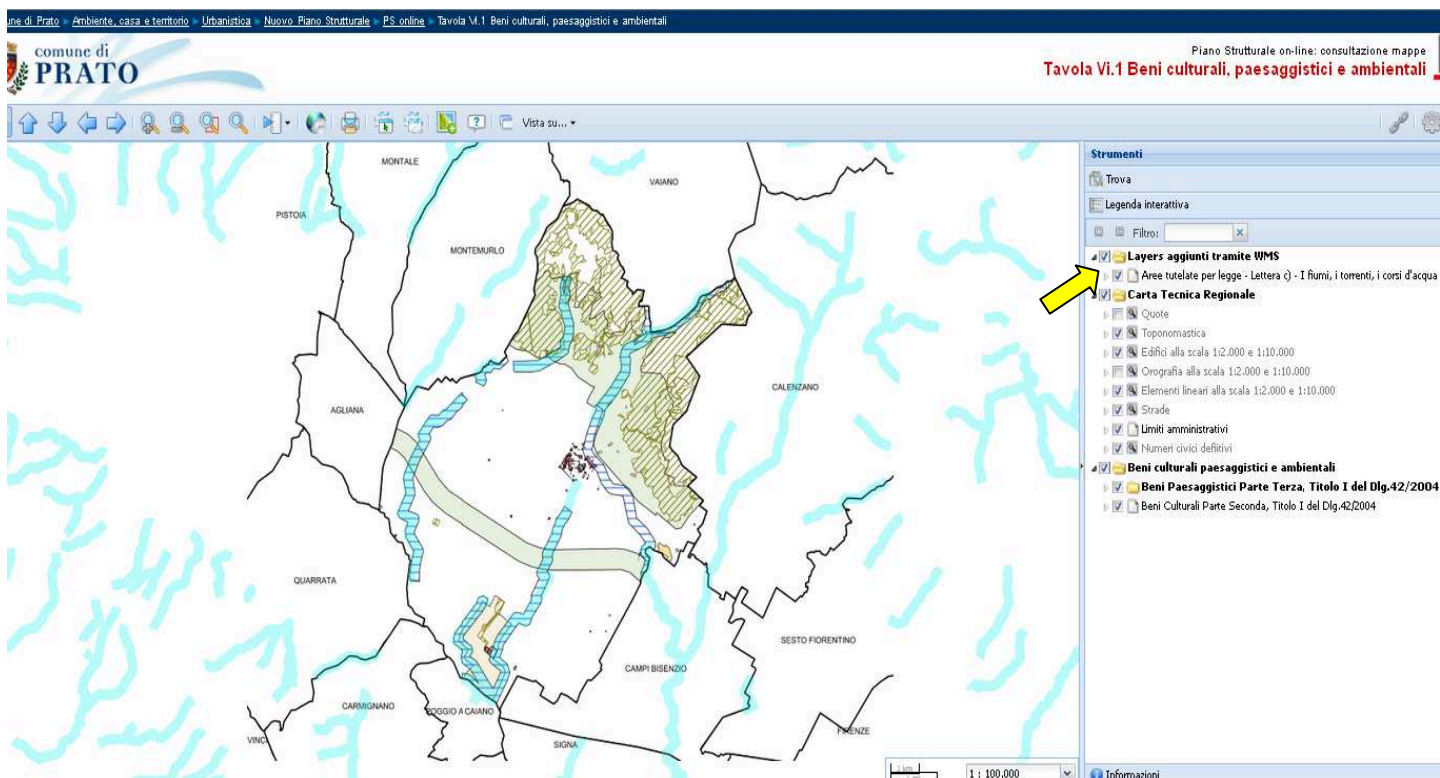 une di Prato » Ambiente, casa e territorio » Urbanistica » Nuovo Piano Strutturale » PS online » Tavola Vi.1 Beni culturali, paesaggistici e ambientali
comune di
PRATO
Piano Strutturale on-line: consultazione mappe
Tavola Vi.1 Beni culturali, paesaggistici e ambientali
Vista su...
MONTALE
VAIANO
PISTOIA
MONTEMURLO
CALENZANO
AGLIANA
QUARRATA
SESTO FIORENTINO
CAMPI BISENZIO
CARMIGNANO
POGGIO A CAIANO
VINCI
SIGNA
FIRENZE
1 km
1 : 100.000
Strumenti
Trova
Legenda interattiva
Filtro:
Layers aggiunti tramite WMS
Aree tutelate per legge - Lettera c) - I fiumi, i torrenti, i corsi d'acqua
Carta Tecnica Regionale
Quote
Toponomastica
Edifici alla scala 1:2.000 e 1:10.000
Orografia alla scala 1:2.000 e 1:10.000
Elementi lineari alla scala 1:2.000 e 1:10.000
Strade
Limiti amministrativi
Numeri civici defiitivi
Beni culturali paesaggistici e ambientali
Beni Paesaggistici Parte Terza, Titolo I del Dlg.42/2004
Beni Culturali Parte Seconda, Titolo I del Dlg.42/2004
Informazioni